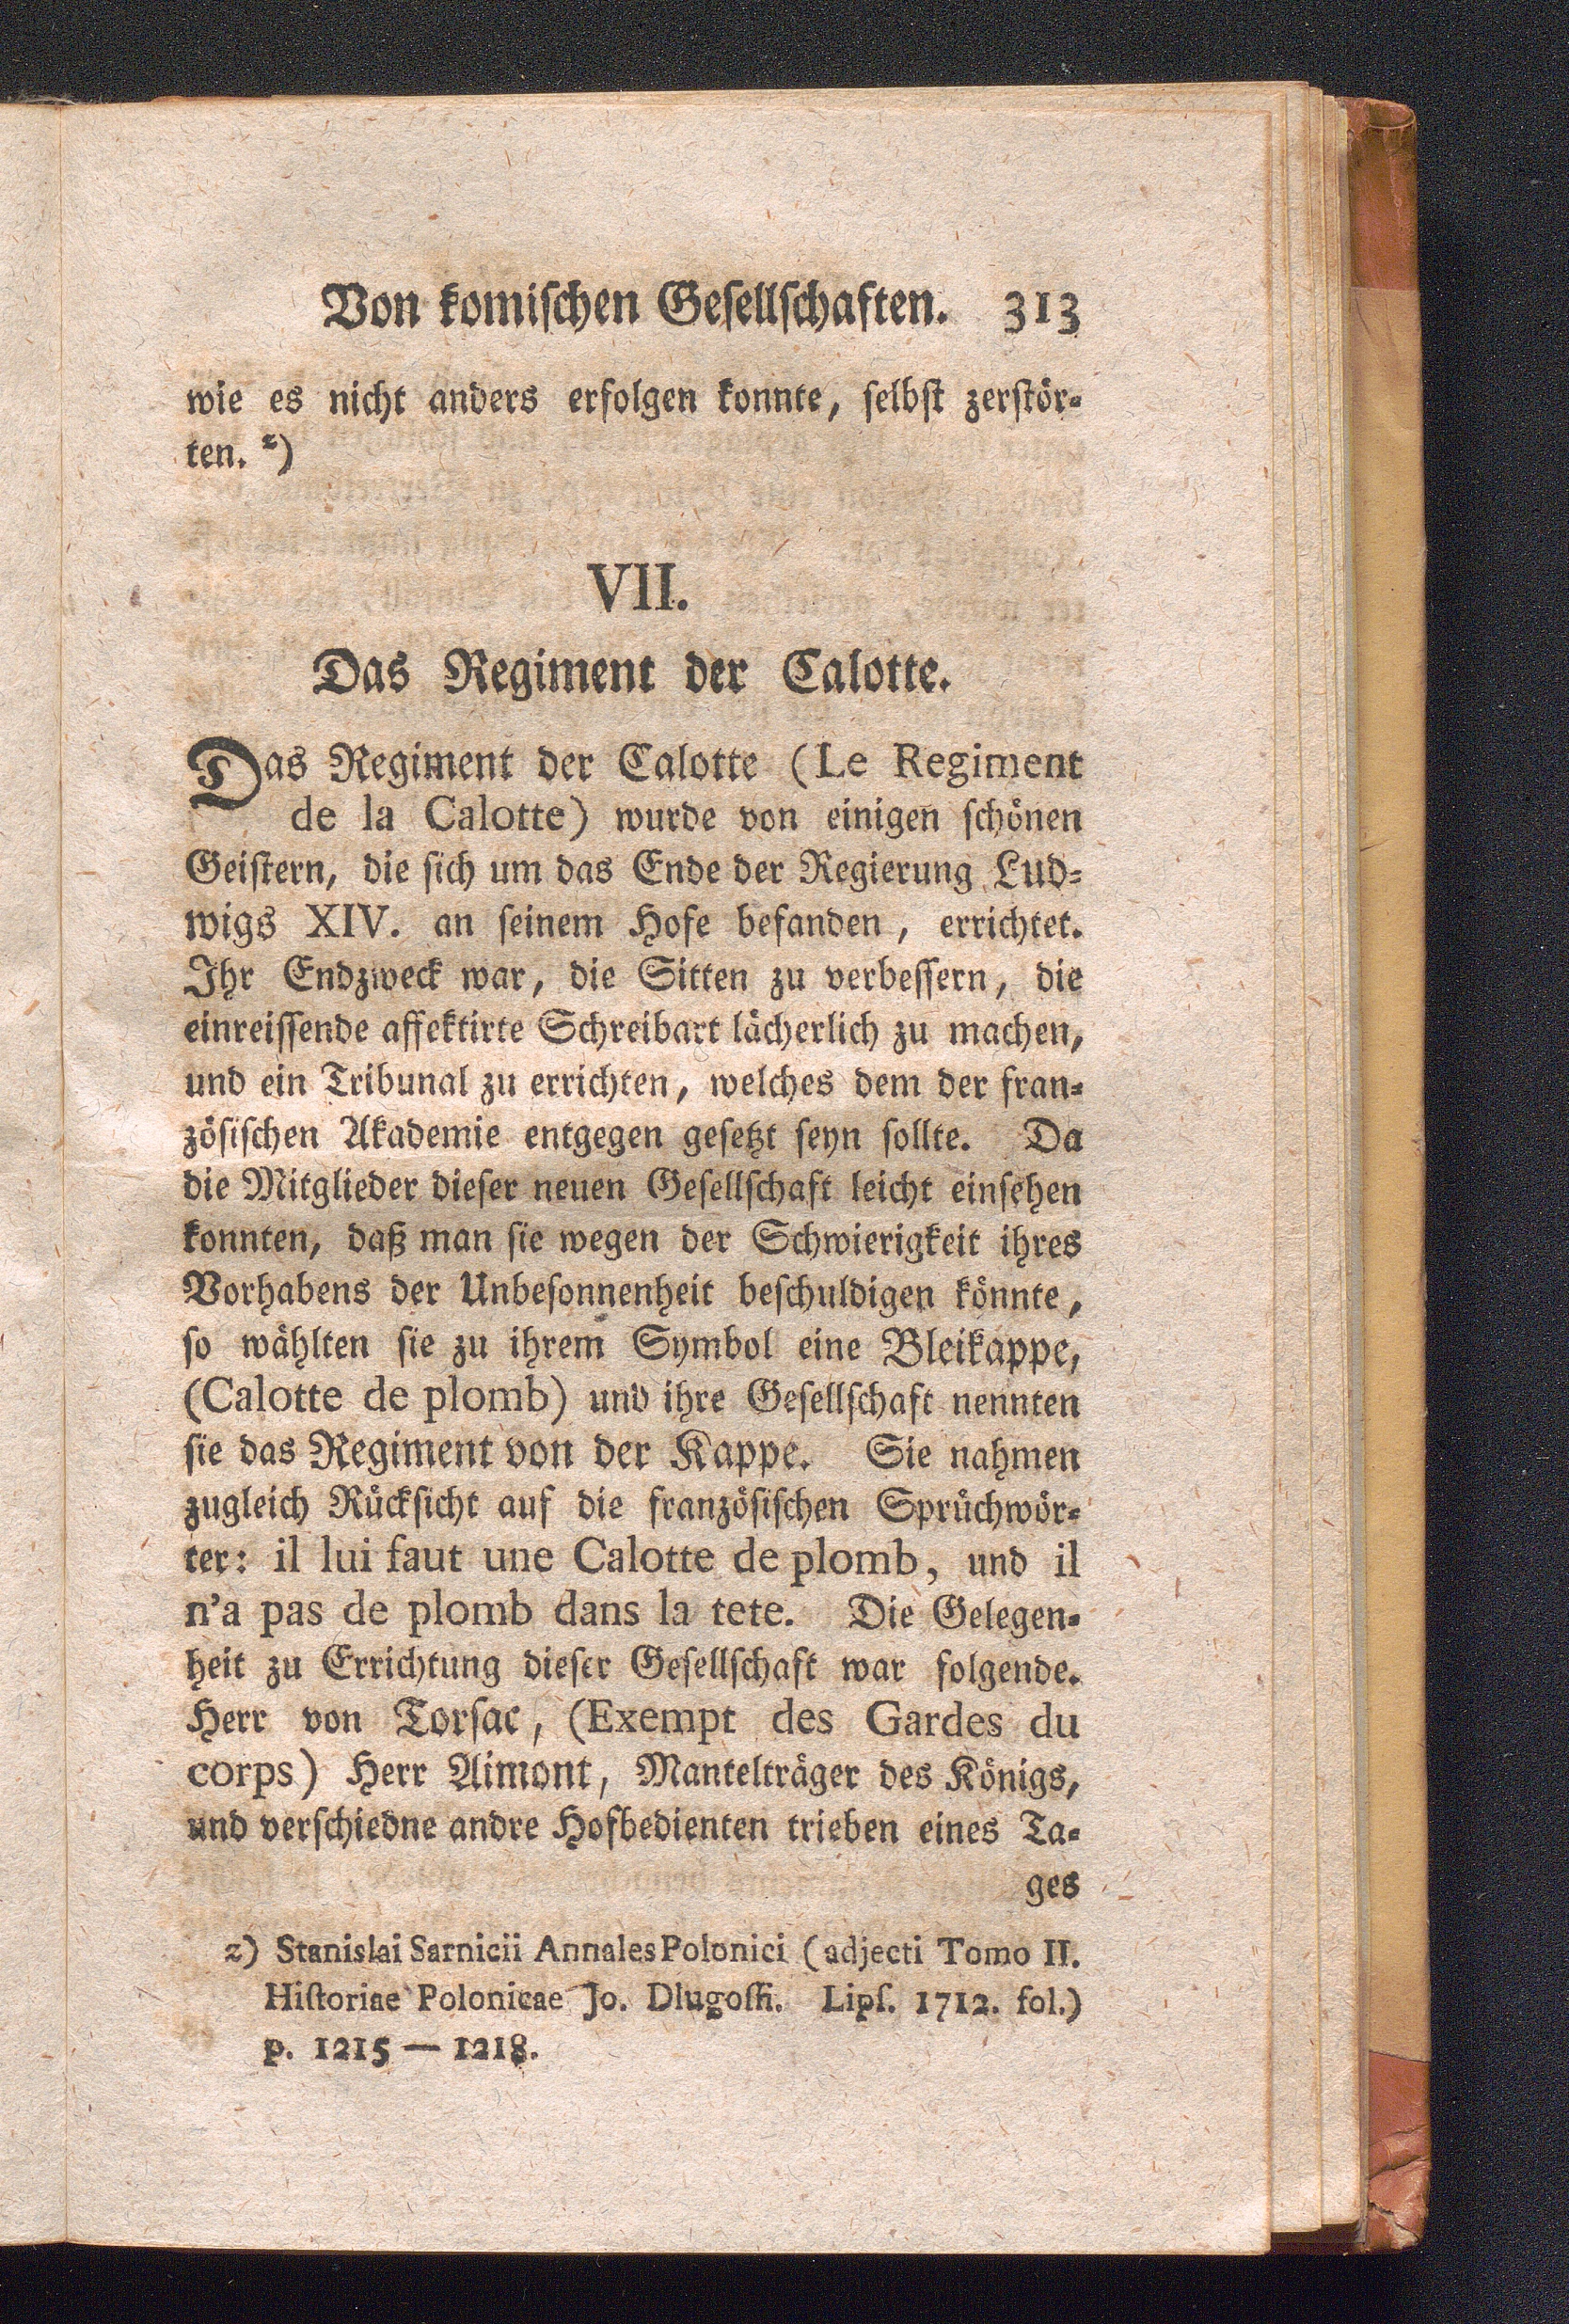 Von komiſchen Geſellſchaften. 313
wie es nicht anders erfolgen konnte, ſelbſt zerſtör-
ten. z)
VII.
Das Regiment der Calotte.
Das Regiment der Calotte (Le Regiment
de la Calotte) wurde von einigen ſchönen
Geiſtern, die ſich um das Ende der Regierung Lud-
wigs XIV. an ſeinem Hofe befanden, errichtet.
Ihr Endzweck war, die Sitten zu verbeſſern, die
einreiſſende affektirte Schreibart lächerlich zu machen,
und ein Tribunal zu errichten, welches dem der fran-
zöſiſchen Akademie entgegen geſetzt ſeyn ſollte. Da
die Mitglieder dieſer neuen Geſellſchaft leicht einſehen
konnten, daß man ſie wegen der Schwierigkeit ihres
Vorhabens der Unbeſonnenheit beſchuldigen könnte,
ſo wählten ſie zu ihrem Symbol eine Bleikappe,
(Calotte de plomb) und ihre Geſellſchaft nennten
ſie das Regiment von der Kappe. Sie nahmen
zugleich Rückſicht auf die franzöſiſchen Sprüchwör-
ter: il lui faut une Calotte de plomb, und il
n'a pas de plomb dans la tete. Die Gelegen-
heit zu Errichtung dieſer Geſellſchaft war folgende.
Herr von Torſac, (Exempt des Gardes du
corps) Herr Aimont, Mantelträger des Königs,
und verſchiedne andre Hofbedienten trieben eines Ta-
ges
z) Stanislai Sarnicii Annales Polonici (adjecti Tomo II.
Hiſtoriae Polonicae Jo. Dlugoſſi. Lipſ. 1712. fol.)
p. 1215 — 1218.